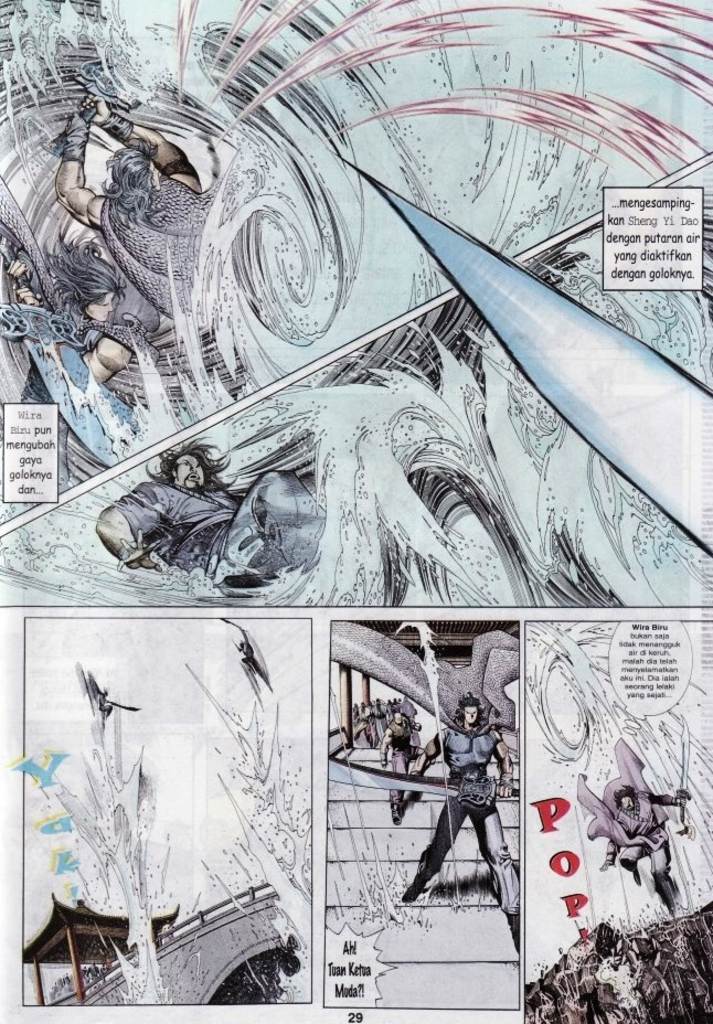 ...mengesamping-
kan Sheng Yi Dao
dengan putaran air
yang diaktifkan
dengan goloknya.
Wira
Biru pun
mengubah
gaya
goloknya
dan...
Yaki
Ah!
Tuan Ketua
Muda?!
Wira Biru
bukan saja
tidak menangguk
air di keruh,
malah dia telah
menyelamatkan
aku ini. Dia ialah
seorang lelaki
yang sejati...
POP!
29